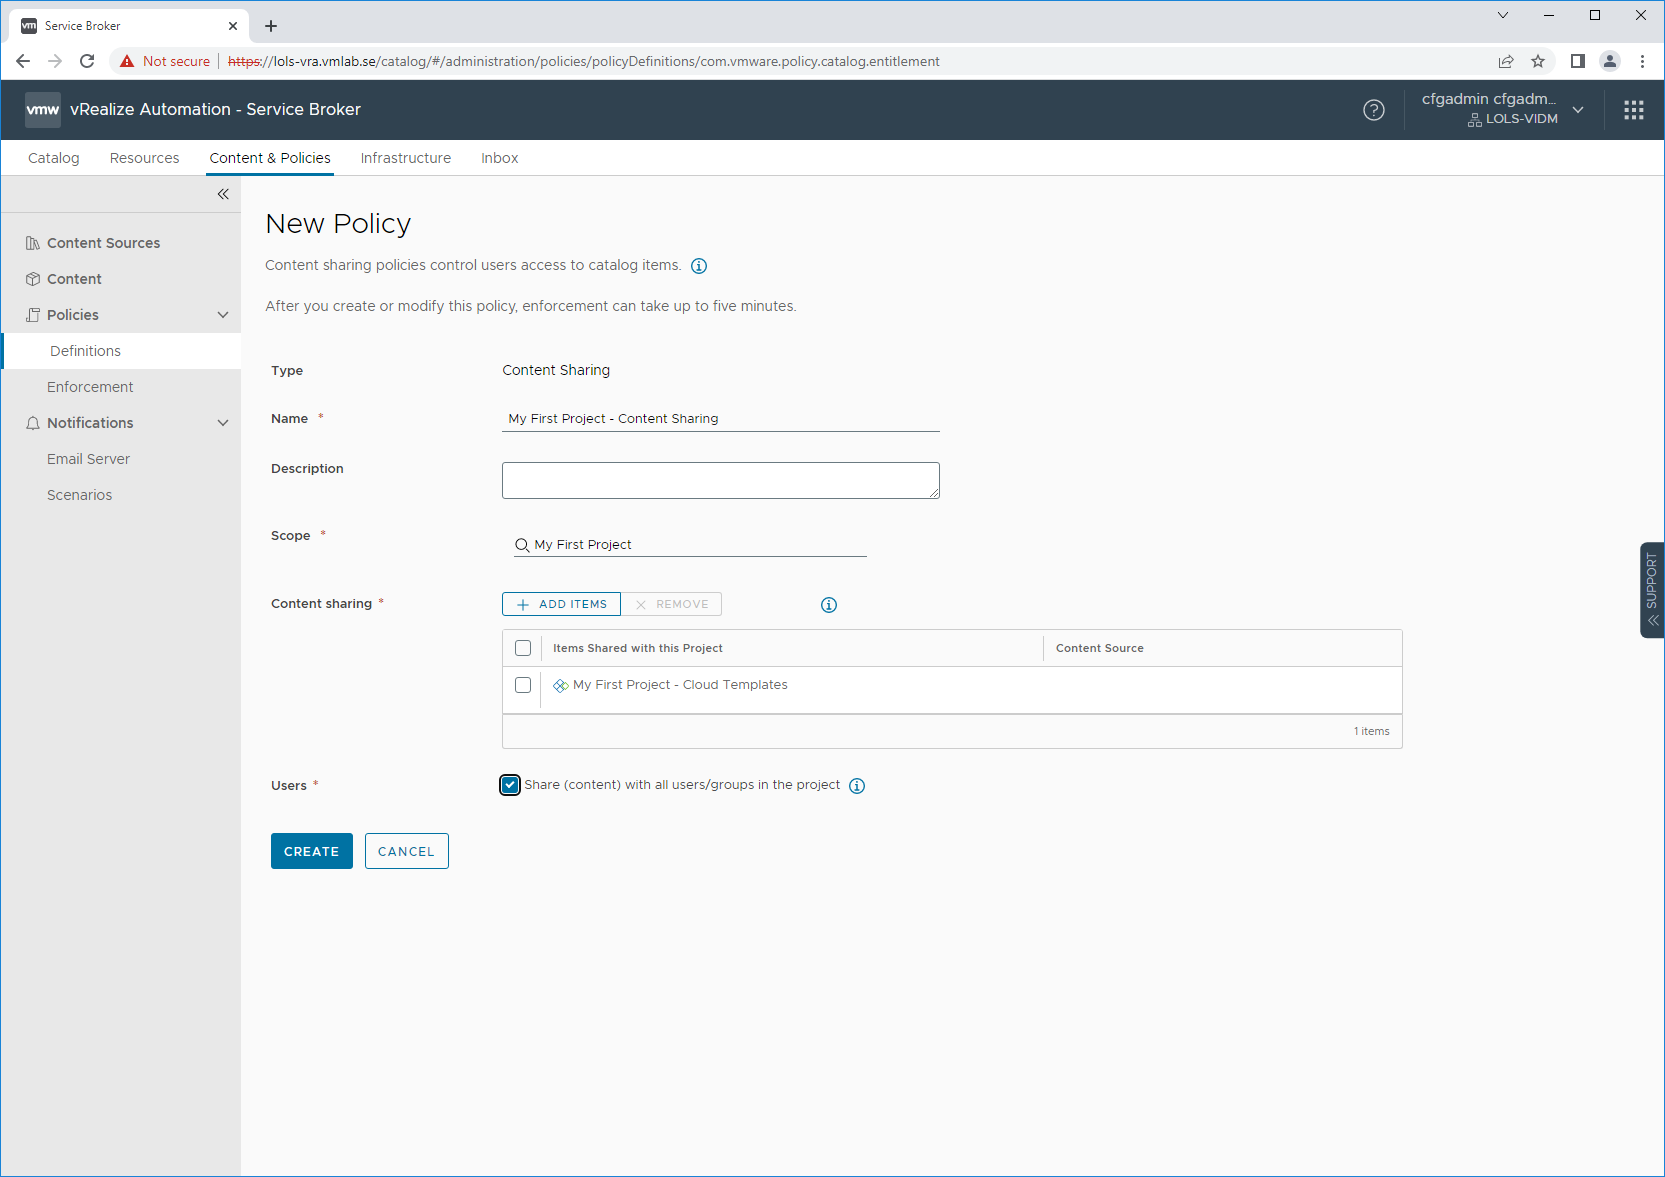 vm Service Broker
Not secure https://lols-vra.vmlab.se/catalog/#/administration/policies/policyDefinitions/com.vmware.policy.catalog.entitlement
vmw vRealize Automation - Service Broker
cfgadmin cfgadm...
LOLS-VIDM
Catalog Resources Content & Policies Infrastructure Inbox
Content Sources
Content
Policies
Definitions
Enforcement
Notifications
Email Server
Scenarios
New Policy
Content sharing policies control users access to catalog items.
After you create or modify this policy, enforcement can take up to five minutes.
Type Content Sharing
Name * My First Project - Content Sharing
Description
Scope * My First Project
Content sharing * ADD ITEMS REMOVE
Items Shared with this Project Content Source
My First Project - Cloud Templates
1 items
Users * Share (content) with all users/groups in the project
CREATE CANCEL
SUPPORT